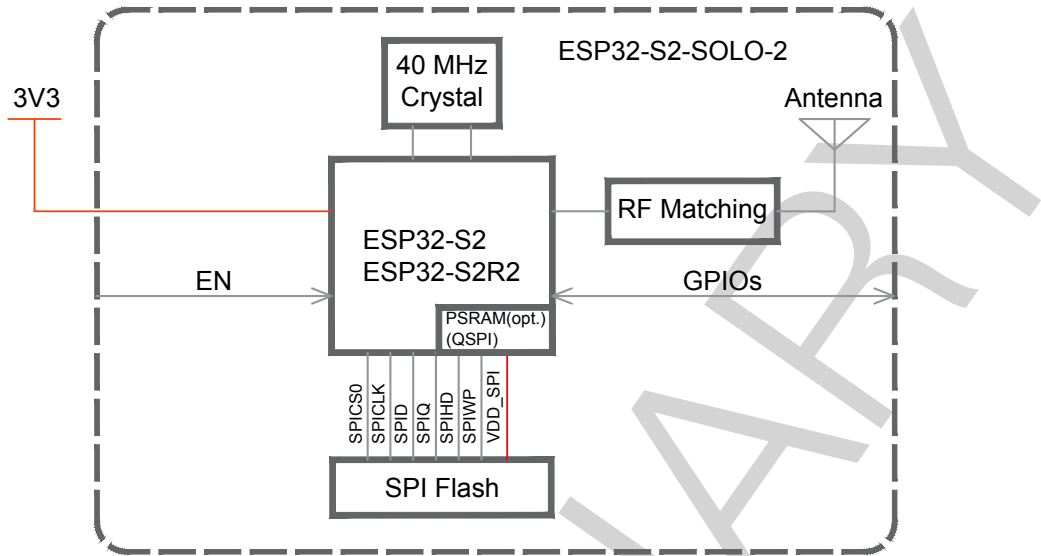 ESP32-S2-SOLO-2
40 MHz
Crystal
3V3
Antenna
RF Matching
ESP32-S2
ESP32-S2R2
EN
GPIOs
PSRAM(opt.)
(QSPI)
SPICS0
SPICLK
SPID
SPIQ
SPIHD
SPIWP
VDD_SPI
SPI Flash